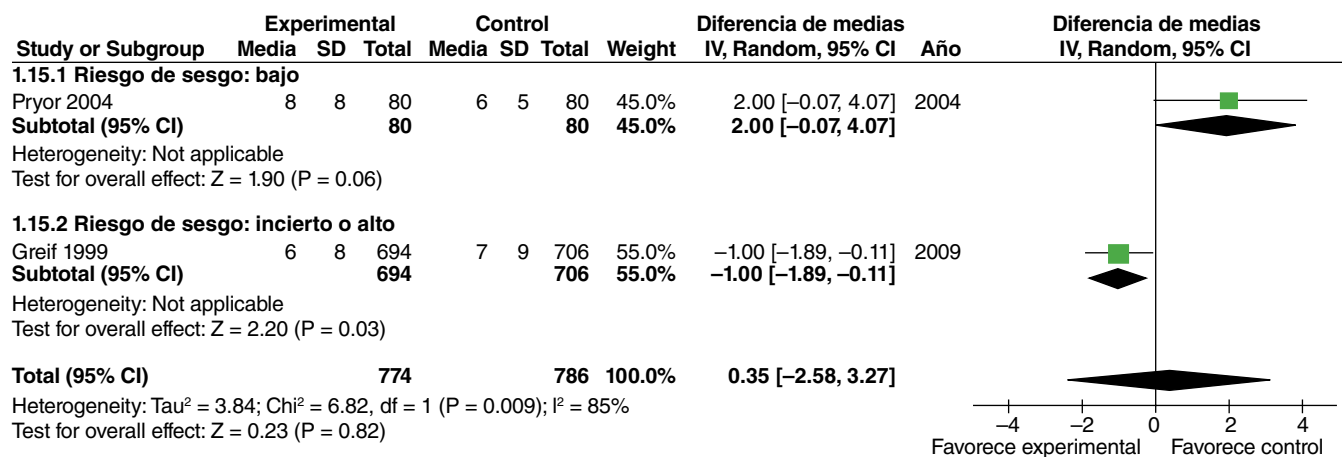 Experimental Control Diferencia de medias Diferencia de medias
Study or Subgroup Media SD Total Media SD Total Weight IV, Random, 95% CI Año IV, Random, 95% CI
1.15.1 Riesgo de sesgo: bajo
Pryor 2004 8 8 80 6 5 80 45.0% 2.00 [–0.07, 4.07] 2004
Subtotal (95% CI) 80 80 45.0% 2.00 [–0.07, 4.07]
Heterogeneity: Not applicable
Test for overall effect: Z = 1.90 (P = 0.06)
1.15.2 Riesgo de sesgo: incierto o alto
Greif 1999 6 8 694 7 9 706 55.0% –1.00 [–1.89, –0.11] 2009
Subtotal (95% CI) 694 706 55.0% –1.00 [–1.89, –0.11]
Heterogeneity: Not applicable
Test for overall effect: Z = 2.20 (P = 0.03)
Total (95% CI) 774 786 100.0% 0.35 [–2.58, 3.27]
Heterogeneity: Tau² = 3.84; Chi² = 6.82, df = 1 (P = 0.009); I² = 85%
Test for overall effect: Z = 0.23 (P = 0.82)
–4 –2 0 2 4
Favorece experimental Favorece control